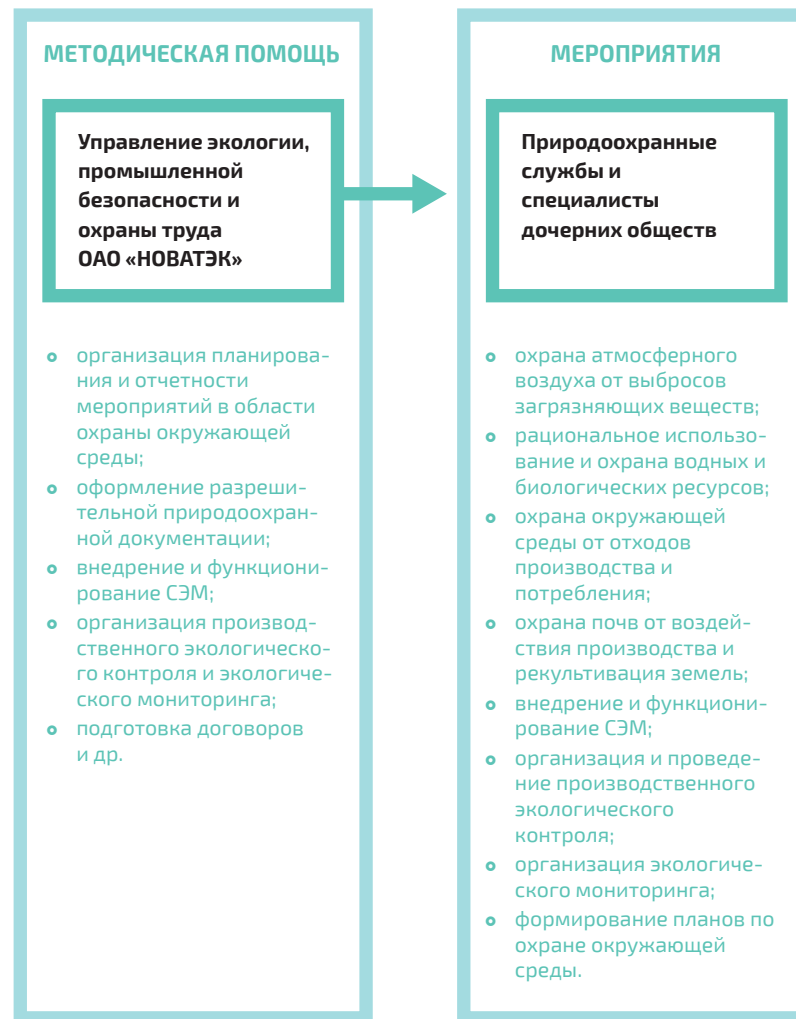 МЕТОДИЧЕСКАЯ ПОМОЩЬ
Управление экологии,
промышленной
безопасности и
охраны труда
ОАО «НОВАТЭК»
организация планирова-
ния и отчетности
мероприятий в области
охраны окружающей
среды;
оформление разреши-
тельной природоохран-
ной документации;
внедрение и функциони-
рование СЭМ;
организация производ-
ственного экологическо-
го контроля и экологиче-
ского мониторинга;
подготовка договоров
и др.
МЕРОПРИЯТИЯ
Природоохранные
службы и
специалисты
дочерних обществ
охрана атмосферного
воздуха от выбросов
загрязняющих веществ;
рациональное использо-
вание и охрана водных и
биологических ресурсов;
охрана окружающей
среды от отходов
производства и
потребления;
охрана почв от воздей-
ствия производства и
рекультивация земель;
внедрение и функциони-
рование СЭМ;
организация и проведе-
ние производственного
экологического
контроля;
организация экологиче-
ского мониторинга;
формирование планов по
охране окружающей
среды.